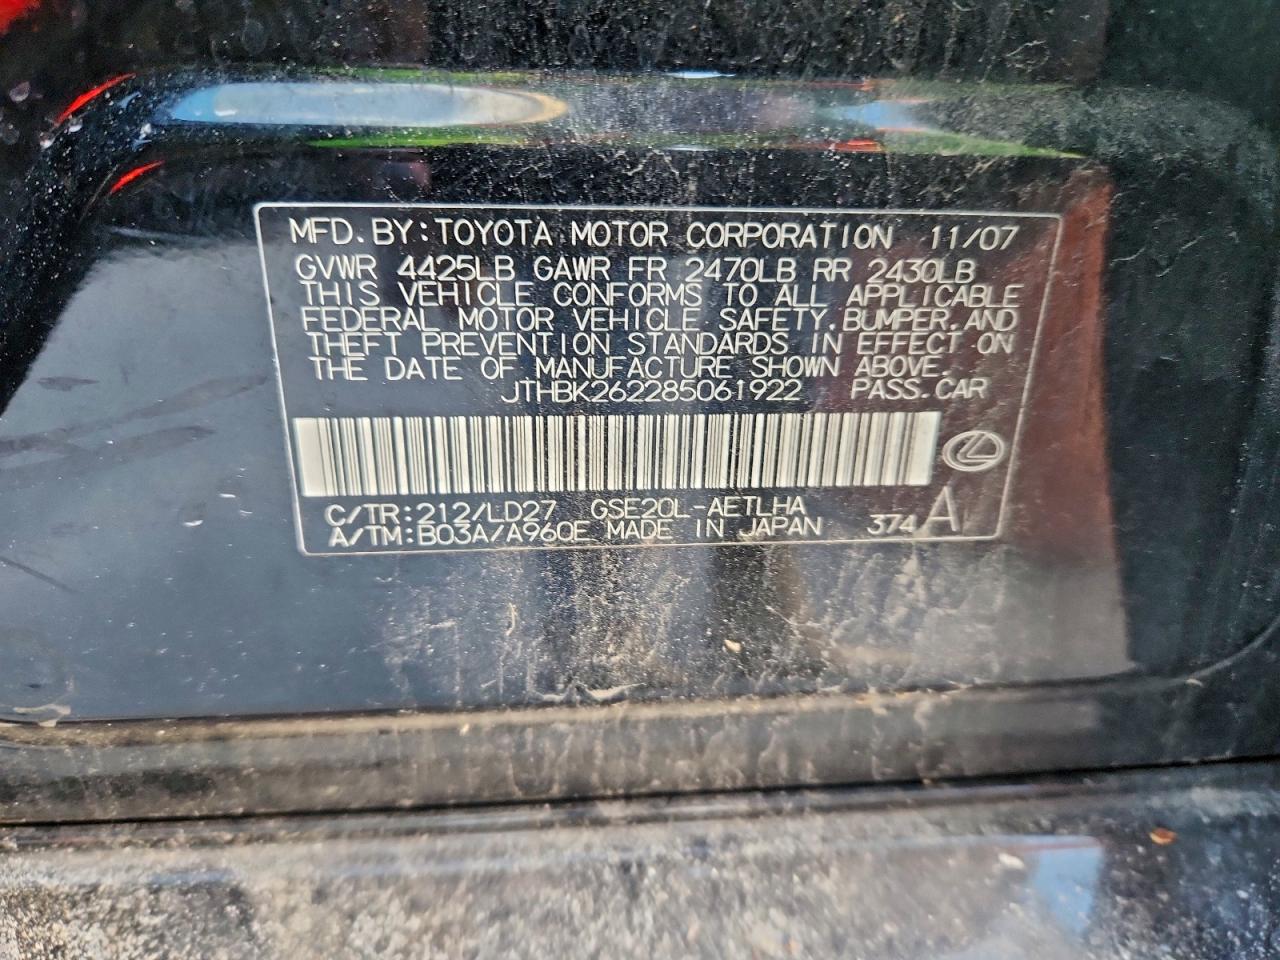 MFD. BY: TOYOTA MOTOR CORPORATION 11/07
GVWR 4425LB GAWR FR 2470LB RR 2430LB
THIS VEHICLE CONFORMS TO ALL APPLICABLE
FEDERAL MOTOR VEHICLE SAFETY, BUMPER, AND
THEFT PREVENTION STANDARDS IN EFFECT ON
THE DATE OF MANUFACTURE SHOWN ABOVE.
JTHBK262285061922 PASS. CAR
C/TR: 212/LD27 GSE20L-AETLHA
A/TM: B03A/A960E MADE IN JAPAN 374 A